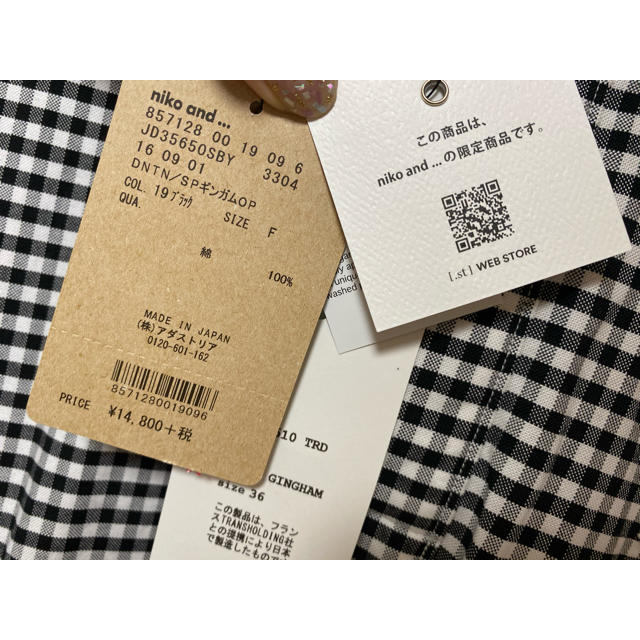 niko and ...
857128 00 19 09 6
JD35650SBY 3304
16 09 01
DNTN/SPギンガムOP
COL. 19ブラック
QUA. SIZE F
綿 100%
MADE IN JAPAN
(株)アダストリア
0120-601-162
8571280019096
PRICE ¥14,800+税
この商品は、
niko and ... の限定商品です。
[.st] WEB STORE
uniqu
washed
10 TRD
GINGHAM
size 36
この製品は、フラン
スTRANSHOLDING社
との提携により日本
で製造したもので